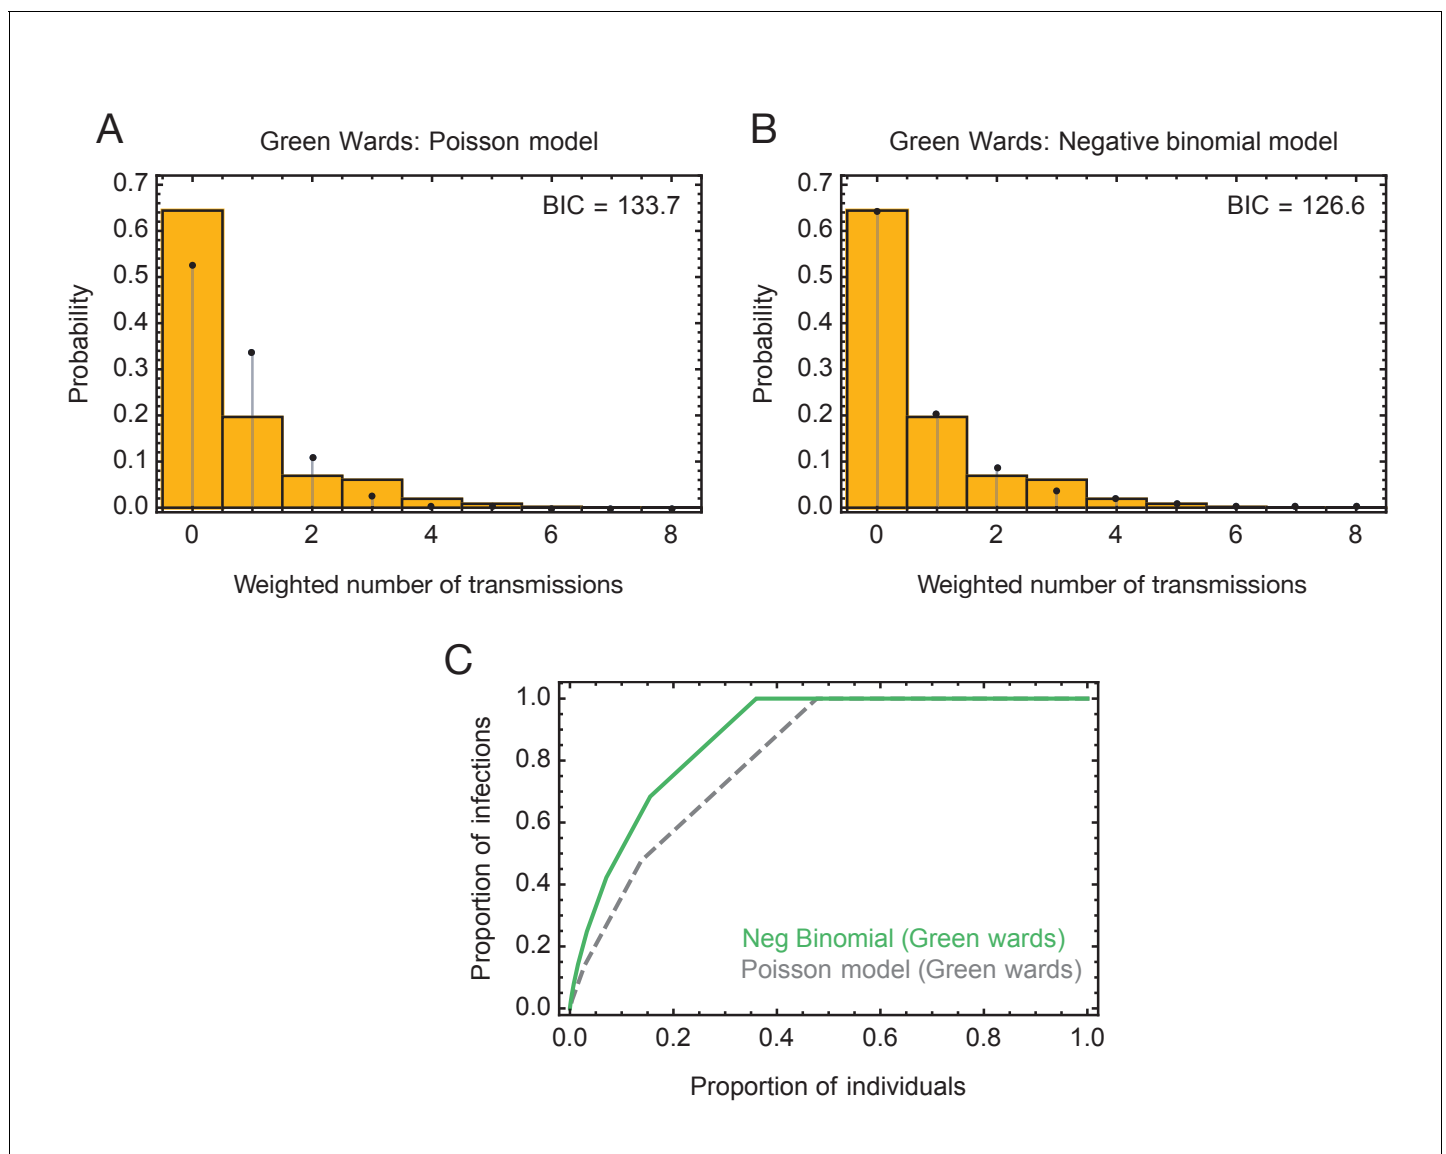 A
Green Wards: Poisson model
BIC = 133.7
Probability
0.7
0.6
0.5
0.4
0.3
0.2
0.1
0.0
0 2 4 6 8
Weighted number of transmissions
B
Green Wards: Negative binomial model
BIC = 126.6
Probability
0.7
0.6
0.5
0.4
0.3
0.2
0.1
0.0
0 2 4 6 8
Weighted number of transmissions
C
Proportion of infections
1.0
0.8
0.6
0.4
0.2
0.0
Neg Binomial (Green wards)
Poisson model (Green wards)
0.0 0.2 0.4 0.6 0.8 1.0
Proportion of individuals